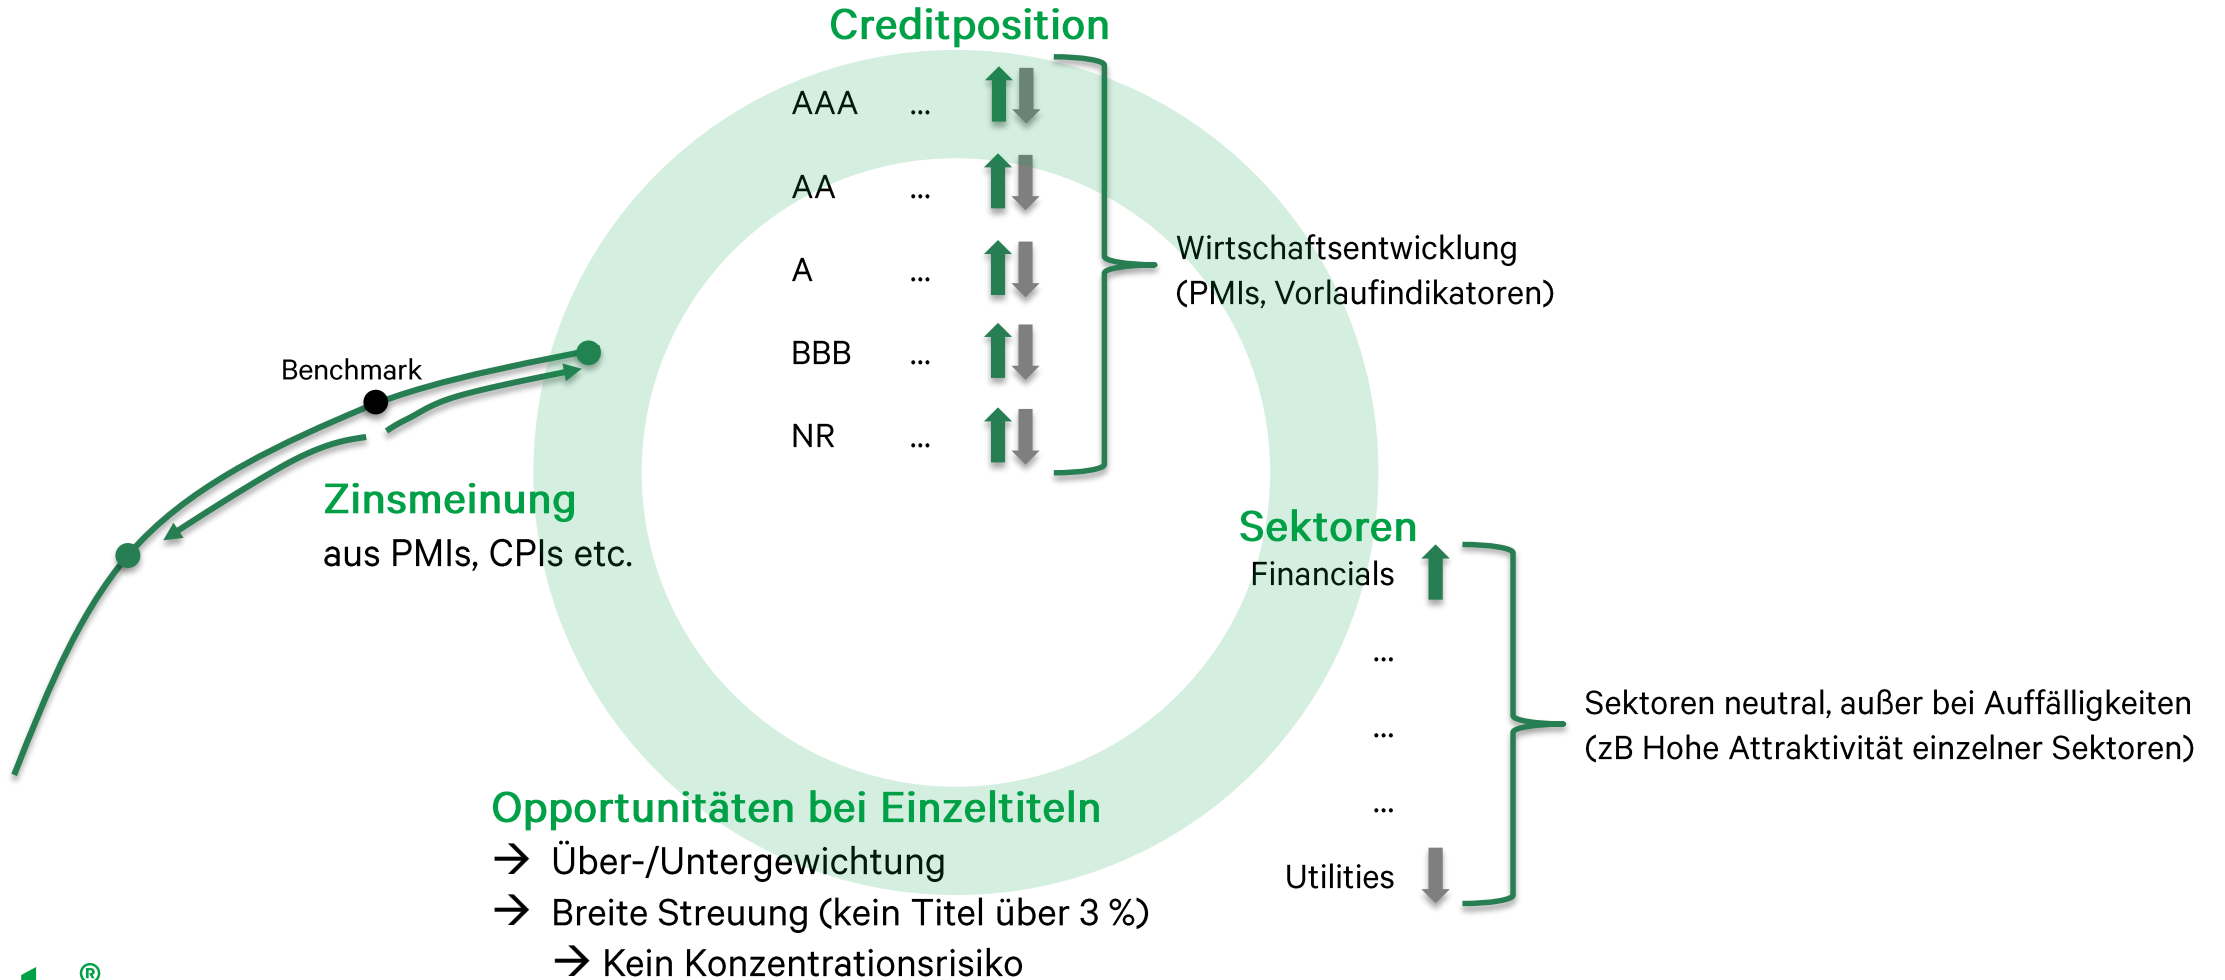 Creditposition
AAA ...
AA ...
A ...
BBB ...
NR ...
Wirtschaftsentwicklung
(PMIs, Vorlaufindikatoren)
Benchmark
Zinsmeinung
aus PMIs, CPIs etc.
Sektoren
Financials
...
...
...
Utilities
Sektoren neutral, außer bei Auffälligkeiten
(zB Hohe Attraktivität einzelner Sektoren)
Opportunitäten bei Einzeltiteln
→ Über-/Untergewichtung
→ Breite Streuung (kein Titel über 3 %)
→ Kein Konzentrationsrisiko
®